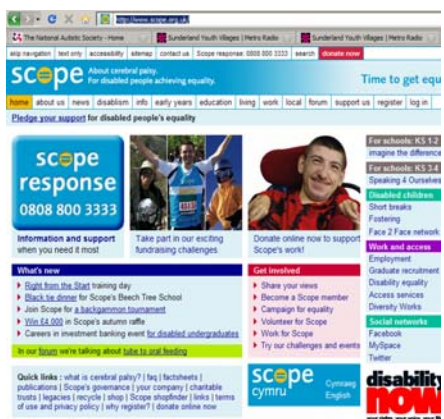 http://www.scope.org.uk/
The National Autistic Society - Home
Sunderland Youth Villages | Metro Radio
Sunderland Youth Villages | Metro Radio
skip navigation text only accessibility sitemap contact us Scope response: 0808 800 3333 search donate now
scope About cerebral palsy.
For disabled people achieving equality.
Time to get equ
home about us news disablism info early years education living work local forum support us register log in
Pledge your support for disabled people's equality
scope
response
0808 800 3333
Information and support
when you need it most
Take part in our exciting
fundraising challenges.
Donate online now to support
Scope's work!
For schools: KS 1-2
imagine the difference
For schools: KS 3-4
Speaking 4 Ourselves
Disabled children
Short breaks
Fostering
Face 2 Face network
Work and access
Employment
Graduate recruitment
Disability equality
Access services
Diversity Works
Social networks
Facebook
MySpace
Twitter
What's new
Right from the Start training day
Black tie dinner for Scope's Beech Tree School
Join Scope for a backgammon tournament
Win £4,000 in Scope's autumn raffle
Careers in investment banking event for disabled undergraduates
In our forum we're talking about tube to oral feeding
Get involved
Share your views
Become a Scope member
Campaign for equality
Volunteer for Scope
Work for Scope
Try our challenges and events
Quick links : what is cerebral palsy? | faq | factsheets |
publications | Scope's governance | your company | charitable
trusts | legacies | recycle | shop | Scope shopfinder | links | terms
of use and privacy policy | why register? | donate online now
scope
cymru
Cymraeg
English
disability
now